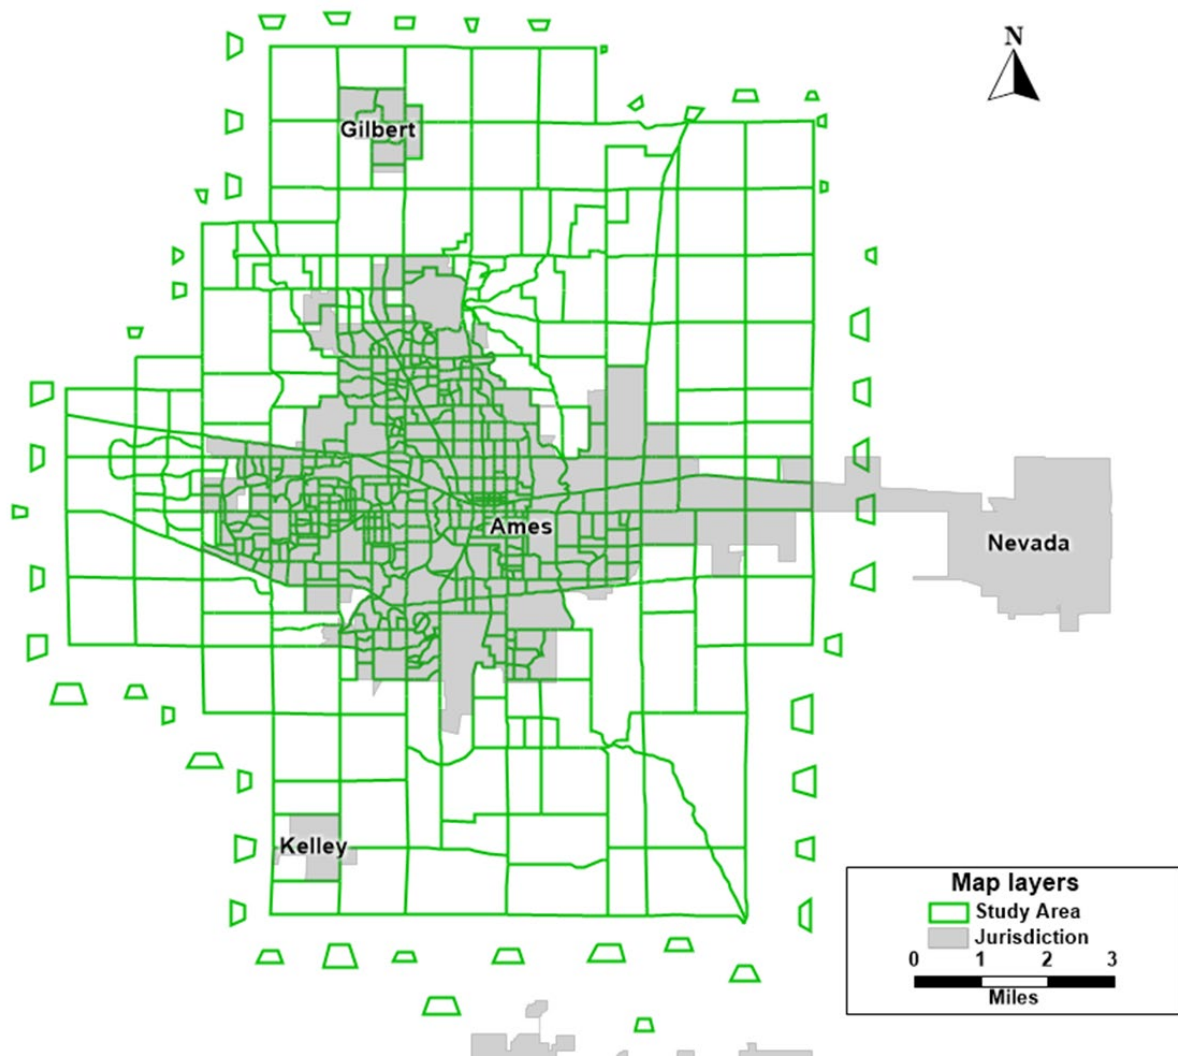 N
Gilbert
Ames
Nevada
Kelley
Map layers
Study Area
Jurisdiction
0 1 2 3
Miles